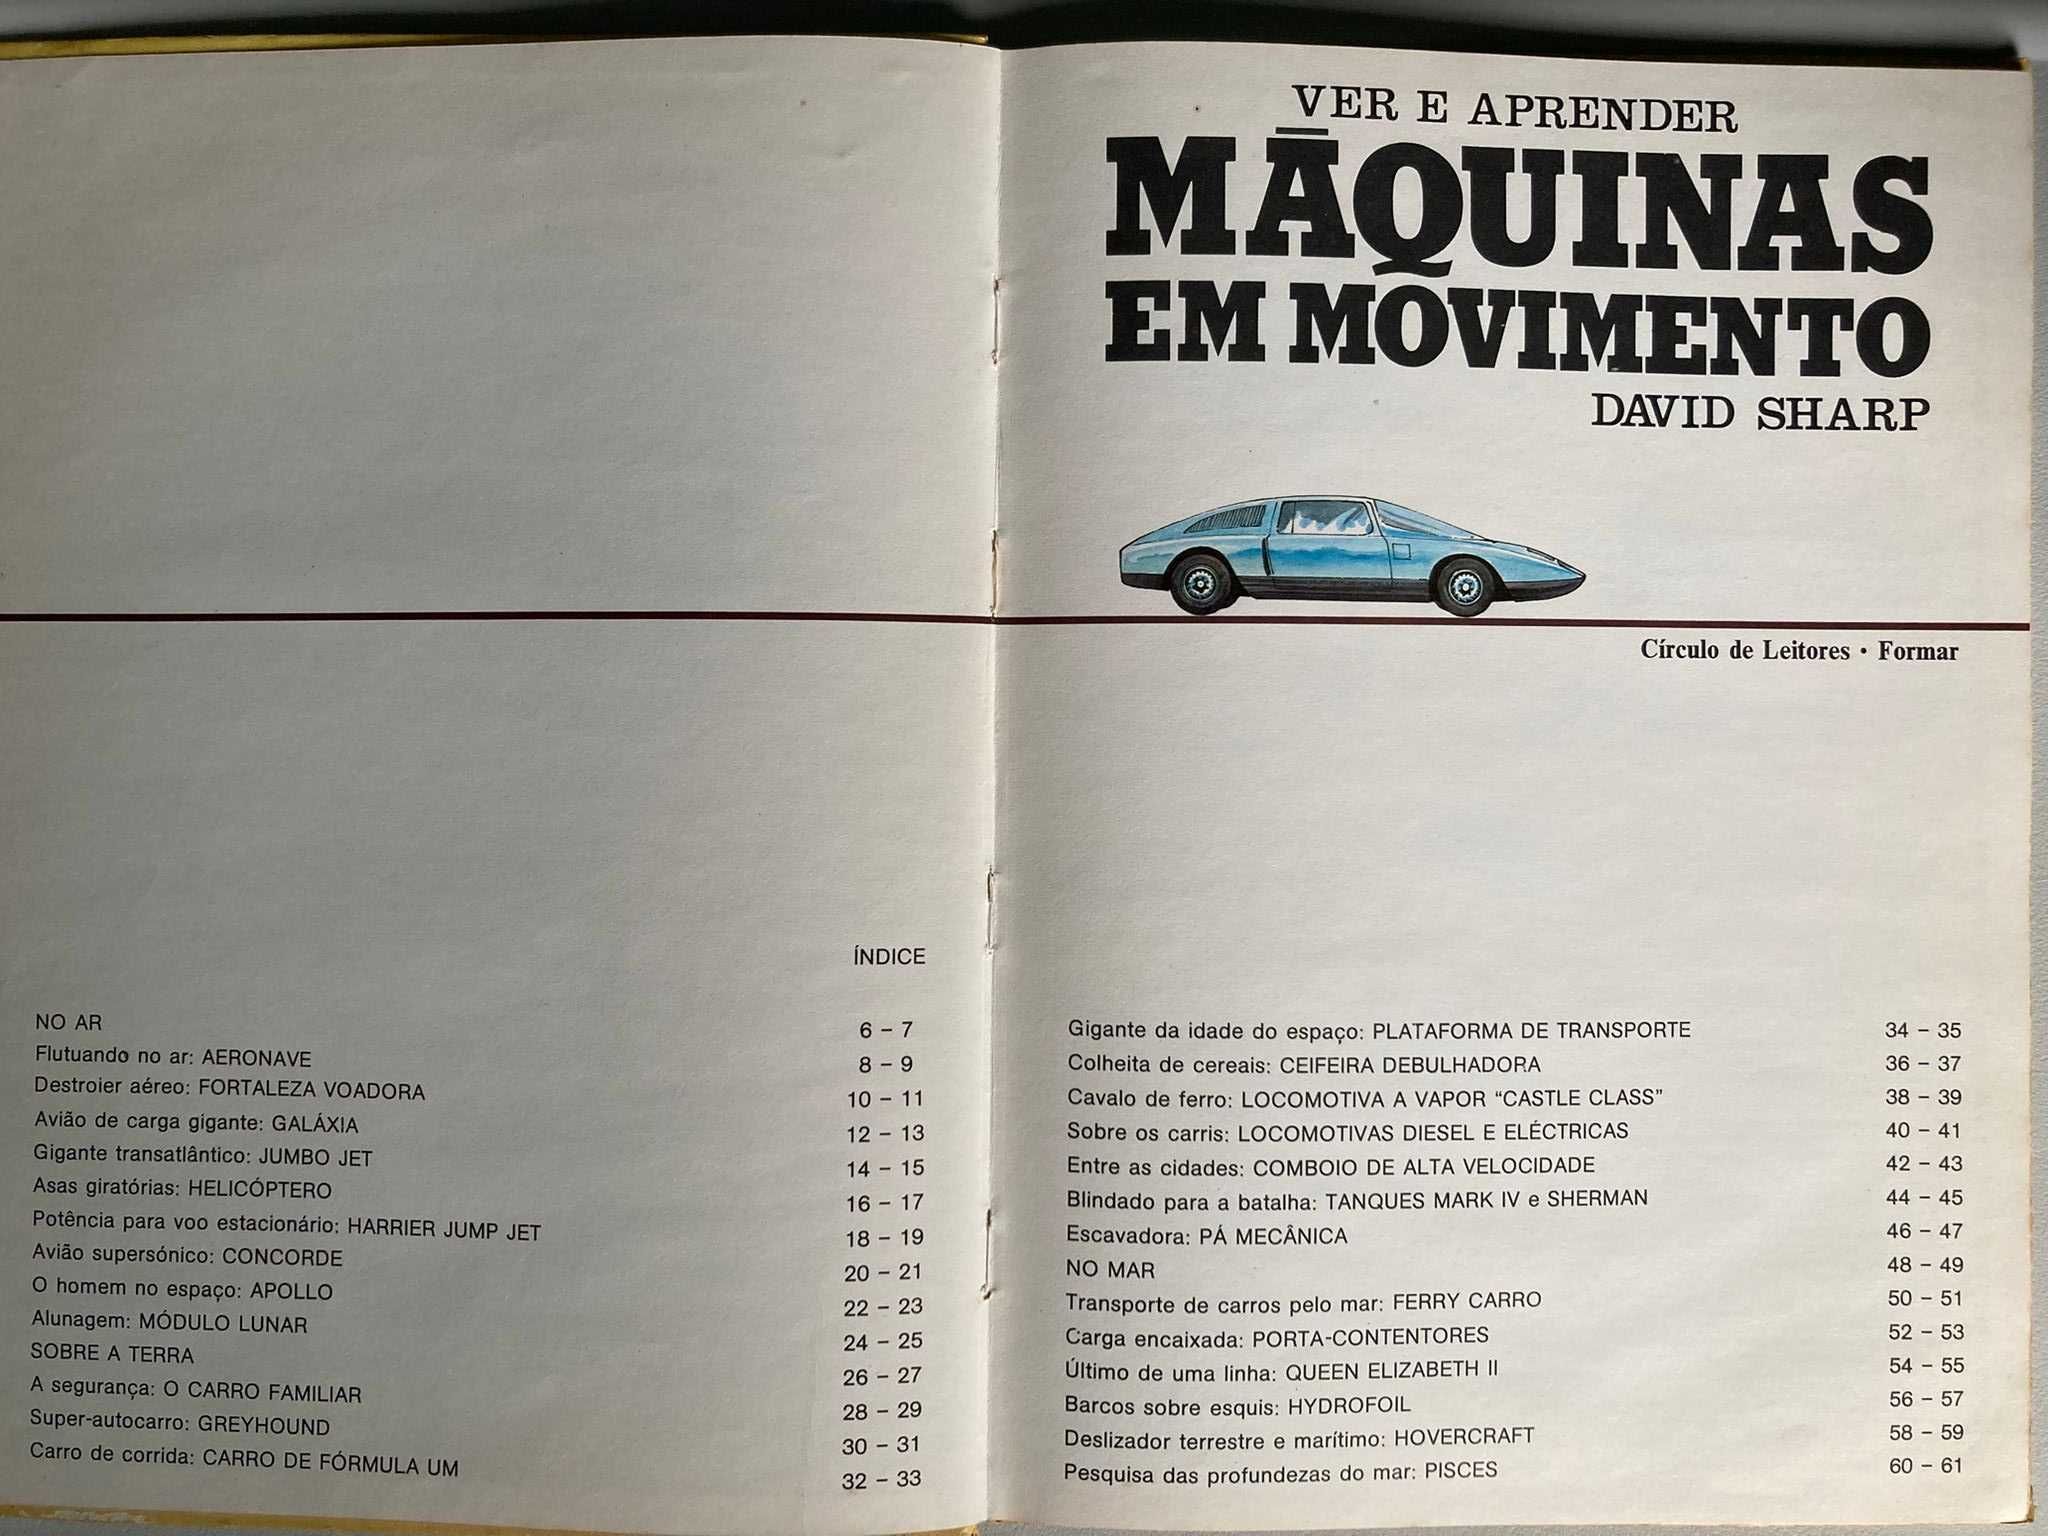 VER E APRENDER
MÁQUINAS
EM MOVIMENTO
DAVID SHARP
Círculo de Leitores • Formar
ÍNDICE
NO AR 6 – 7
Flutuando no ar: AERONAVE 8 – 9
Destroier aéreo: FORTALEZA VOADORA 10 – 11
Avião de carga gigante: GALÁXIA 12 – 13
Gigante transatlântico: JUMBO JET 14 – 15
Asas giratórias: HELICÓPTERO 16 – 17
Potência para voo estacionário: HARRIER JUMP JET 18 – 19
Avião supersónico: CONCORDE 20 – 21
O homem no espaço: APOLLO 22 – 23
Alunagem: MÓDULO LUNAR 24 – 25
SOBRE A TERRA 26 – 27
A segurança: O CARRO FAMILIAR 28 – 29
Super-autocarro: GREYHOUND 30 – 31
Carro de corrida: CARRO DE FÓRMULA UM 32 – 33
Gigante da idade do espaço: PLATAFORMA DE TRANSPORTE 34 – 35
Colheita de cereais: CEIFEIRA DEBULHADORA 36 – 37
Cavalo de ferro: LOCOMOTIVA A VAPOR “CASTLE CLASS” 38 – 39
Sobre os carris: LOCOMOTIVAS DIESEL E ELÉCTRICAS 40 – 41
Entre as cidades: COMBOIO DE ALTA VELOCIDADE 42 – 43
Blindado para a batalha: TANQUES MARK IV e SHERMAN 44 – 45
Escavadora: PÁ MECÂNICA 46 – 47
NO MAR 48 – 49
Transporte de carros pelo mar: FERRY CARRO 50 – 51
Carga encaixada: PORTA-CONTENTORES 52 – 53
Último de uma linha: QUEEN ELIZABETH II 54 – 55
Barcos sobre esquis: HYDROFOIL 56 – 57
Deslizador terrestre e marítimo: HOVERCRAFT 58 – 59
Pesquisa das profundezas do mar: PISCES 60 – 61